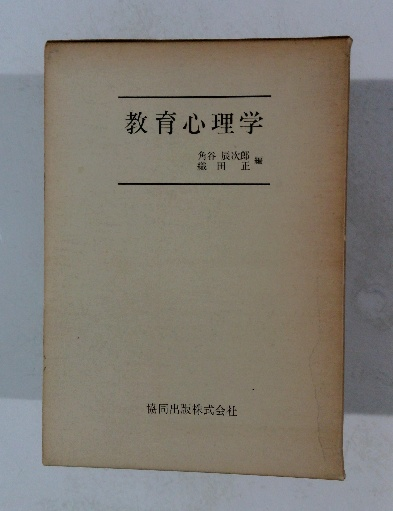 教育心理学
角谷 辰次郎
織田 正 編
協同出版株式会社